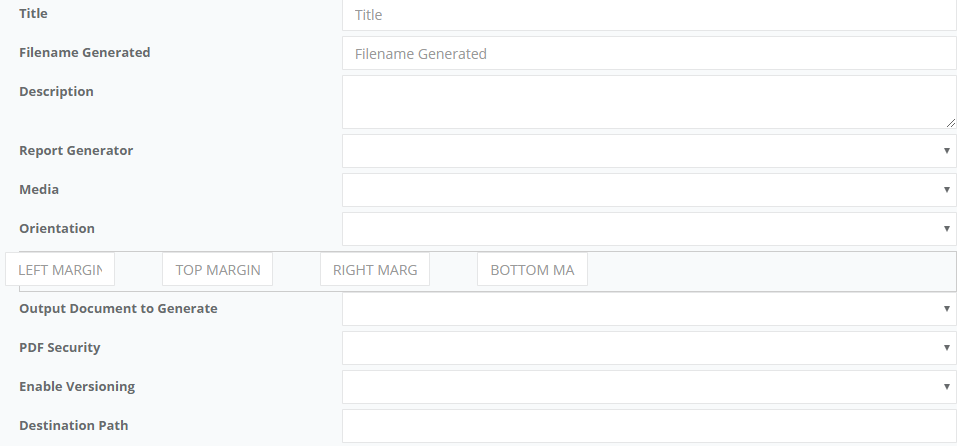 Title Title
Filename Generated Filename Generated
Description
Report Generator
Media
Orientation
LEFT MARGIN TOP MARGIN RIGHT MARG BOTTOM MA
Output Document to Generate
PDF Security
Enable Versioning
Destination Path